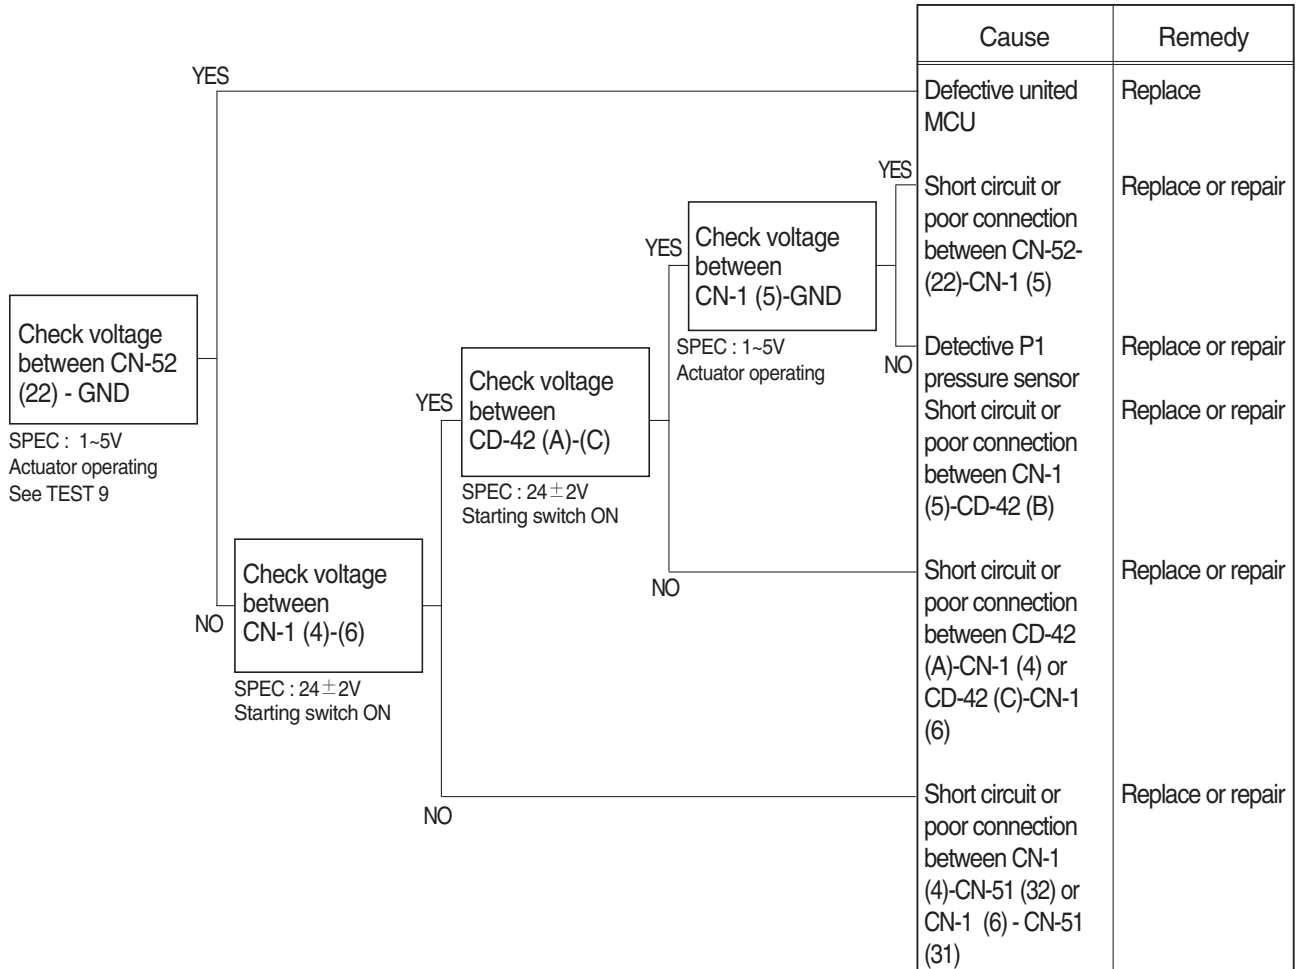 Cause
Remedy
YES
Defective united
MCU
Replace
YES
Short circuit or
poor connection
between CN-52-
(22)-CN-1 (5)
Replace or repair
YES
Check voltage
between
CN-1 (5)-GND
SPEC : 1~5V
Actuator operating
NO
Detective P1
pressure sensor
Replace or repair
Short circuit or
poor connection
between CN-1
(5)-CD-42 (B)
Replace or repair
Check voltage
between CN-52
(22) - GND
SPEC : 1~5V
Actuator operating
See TEST 9
YES
Check voltage
between
CD-42 (A)-(C)
SPEC : 24±2V
Starting switch ON
NO
Short circuit or
poor connection
between CD-42
(A)-CN-1 (4) or
CD-42 (C)-CN-1
(6)
Replace or repair
NO
Check voltage
between
CN-1 (4)-(6)
SPEC : 24±2V
Starting switch ON
NO
Short circuit or
poor connection
between CN-1
(4)-CN-51 (32) or
CN-1 (6) - CN-51
(31)
Replace or repair